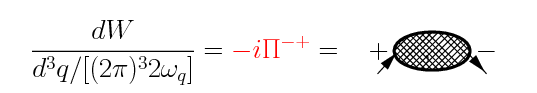 dW / d³q/[(2π)³2ω_q] = −iΠ⁻⁺ = + −